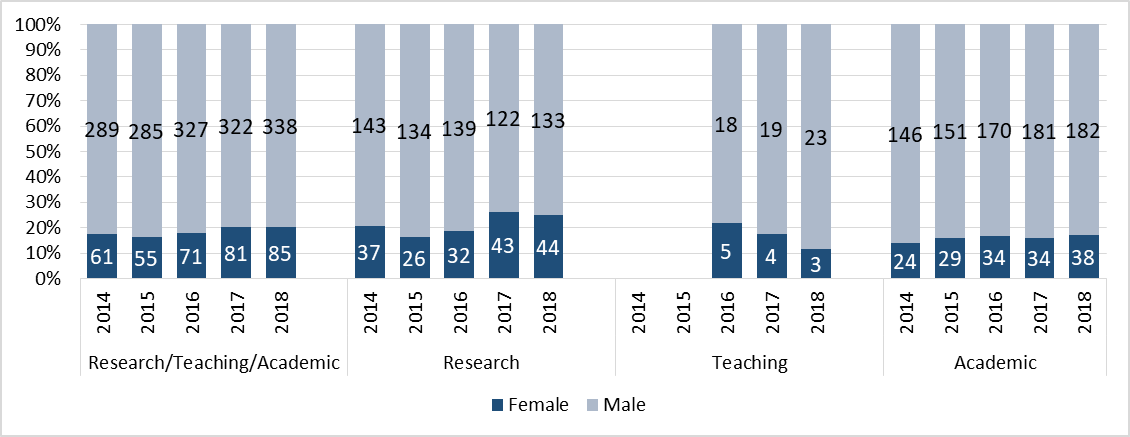 100%
90%
80%
70%
60%
50%
40%
30%
20%
10%
0%
289 285 327 322 338 143 134 139 122 133 18 19 23 146 151 170 181 182
61 55 71 81 85 37 26 32 43 44 5 4 3 24 29 34 34 38
2014 2015 2016 2017 2018 2014 2015 2016 2017 2018 2014 2015 2016 2017 2018 2014 2015 2016 2017 2018
Research/Teaching/Academic Research Teaching Academic
Female Male